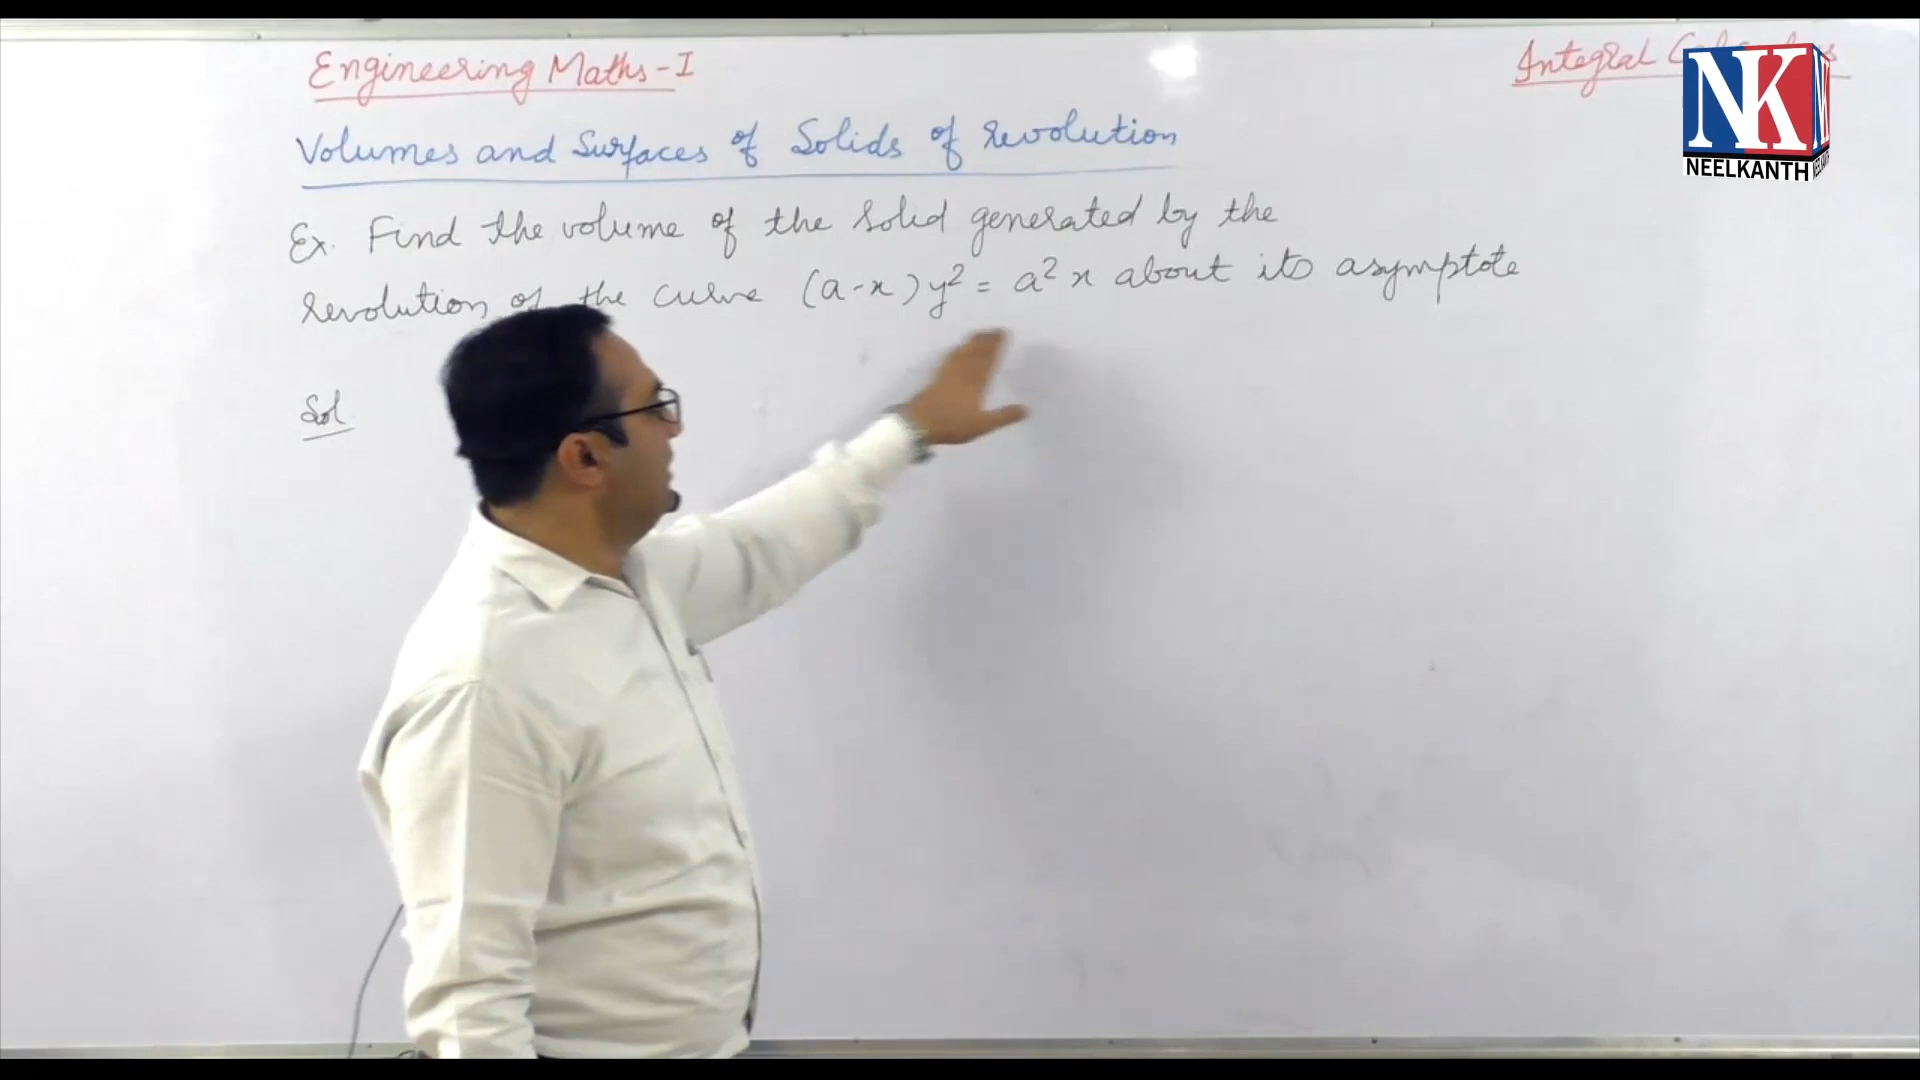 Engineering Maths-I
Integral
NK
NEELKANTH
Volumes and Surfaces of Solids of revolution
Ex. Find the volume of the solid generated by the
revolution of the curve (a-x)y² = a²x about its asymptote
Sol